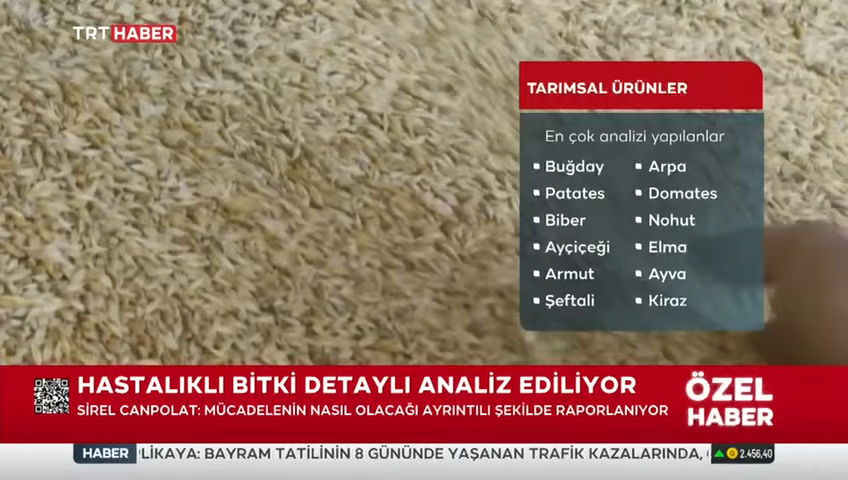 TRT HABER
TARIMSAL ÜRÜNLER
En çok analizi yapılanlar
Buğday
Arpa
Patates
Domates
Biber
Nohut
Ayçiçeği
Elma
Armut
Ayva
Şeftali
Kiraz
HASTALIKLI BİTKİ DETAYLI ANALİZ EDİLİYOR
SİREL CANPOLAT: MÜCADELENİN NASIL OLACAĞI AYRINTILI ŞEKİLDE RAPORLANIYOR
ÖZEL
HABER
HABER LİKAYA: BAYRAM TATİLİNİN 8 GÜNÜNDE YAŞANAN TRAFİK KAZALARINDA, 2.456,40